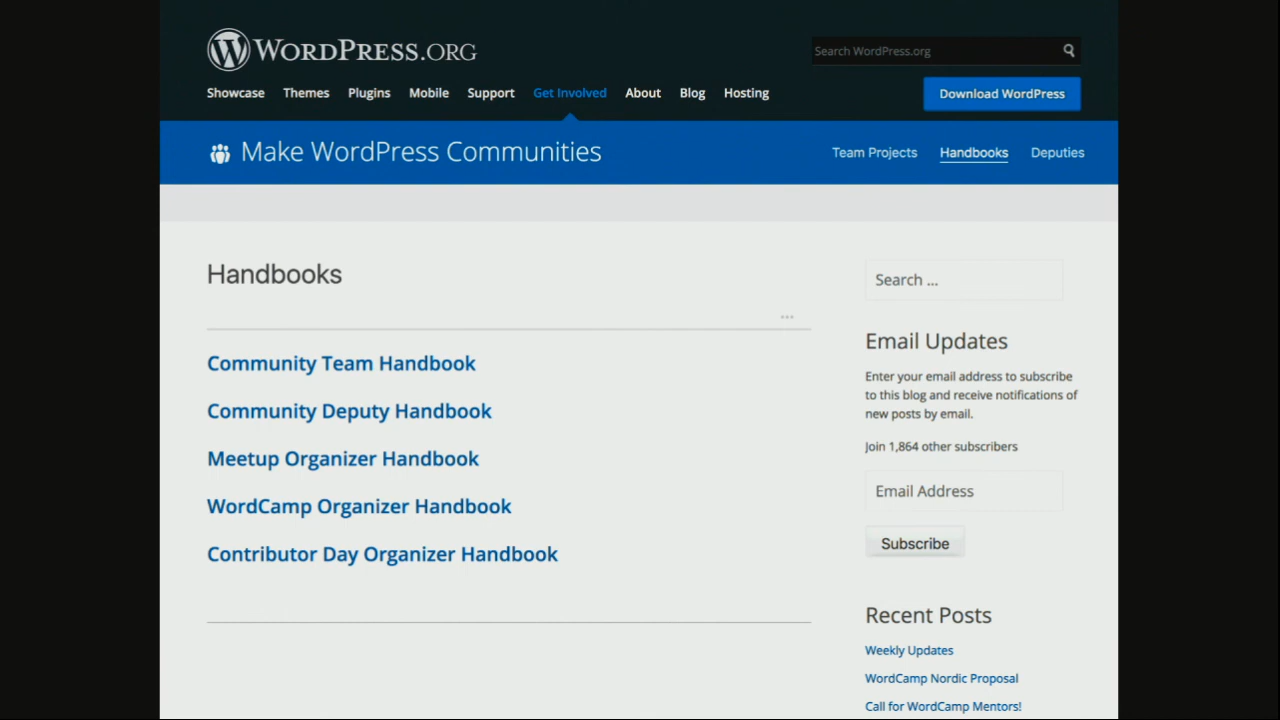 WORDPRESS.ORG
Search WordPress.org
Showcase Themes Plugins Mobile Support Get Involved About Blog Hosting
Download WordPress
Make WordPress Communities
Team Projects Handbooks Deputies
Handbooks
Community Team Handbook
Community Deputy Handbook
Meetup Organizer Handbook
WordCamp Organizer Handbook
Contributor Day Organizer Handbook
Search ...
Email Updates
Enter your email address to subscribe
to this blog and receive notifications of
new posts by email.
Join 1,864 other subscribers
Email Address
Subscribe
Recent Posts
Weekly Updates
WordCamp Nordic Proposal
Call for WordCamp Mentors!